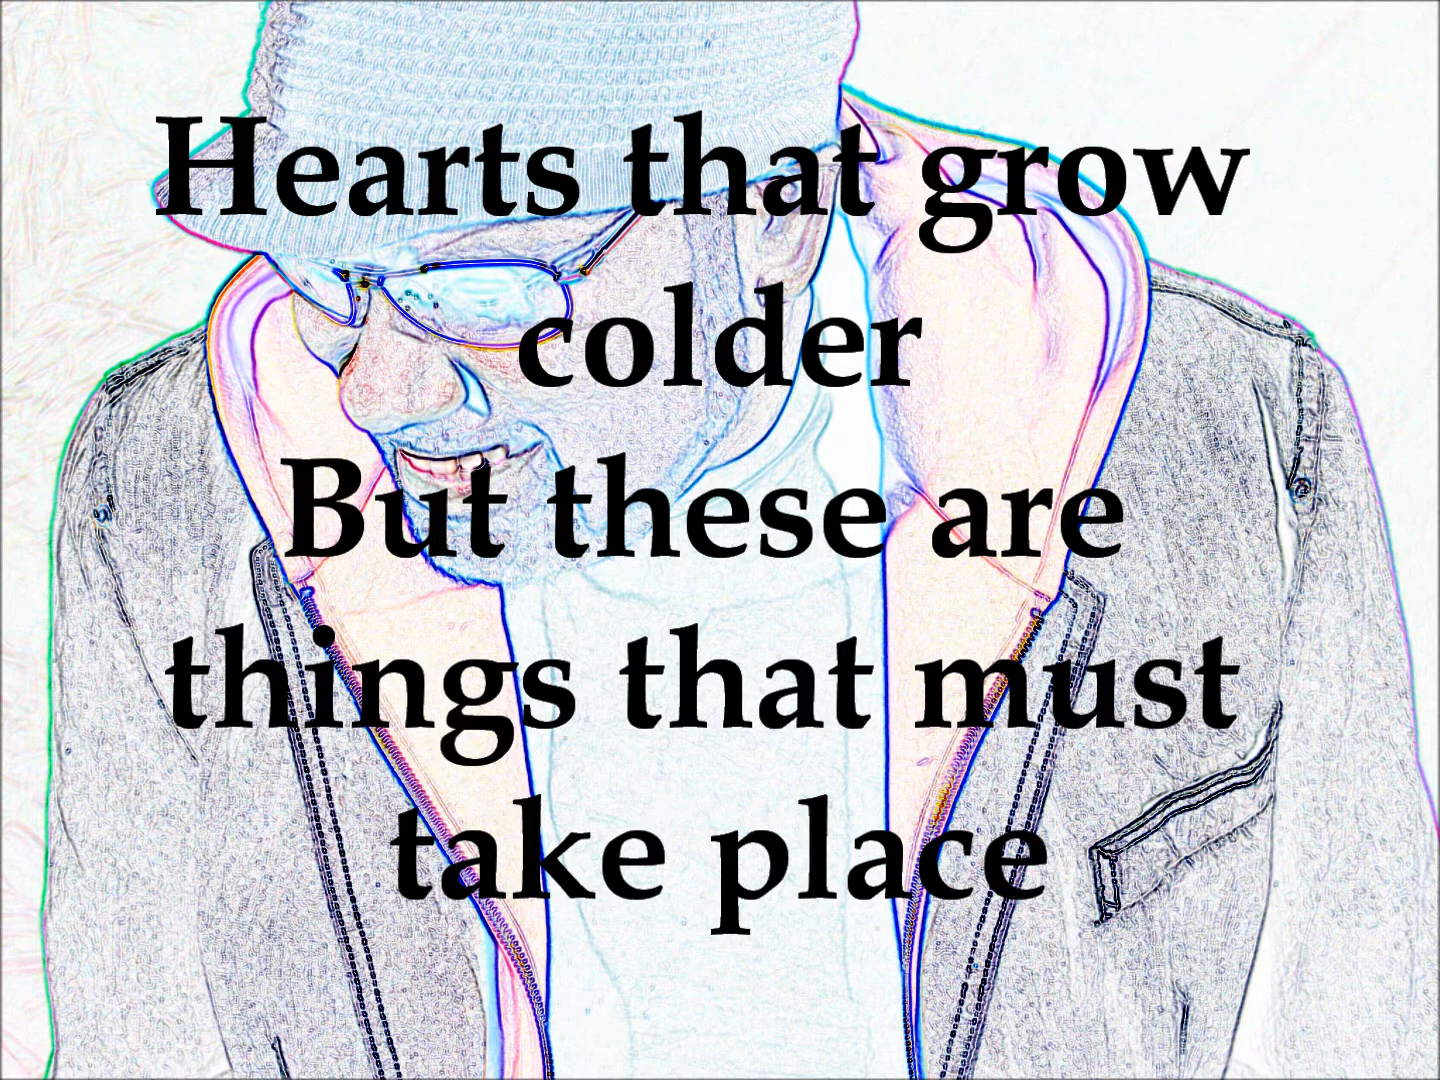 Hearts that grow
colder
But these are
things that must
take place